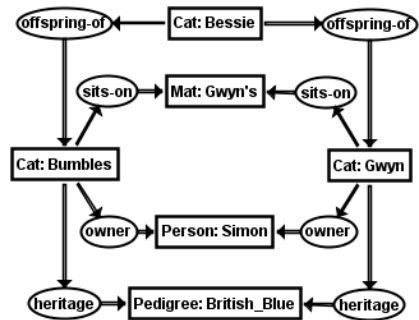 offspring-of Cat: Bessie offspring-of
sits-on Mat: Gwyn's sits-on
Cat: Bumbles Cat: Gwyn
owner Person: Simon owner
heritage Pedigree: British_Blue heritage